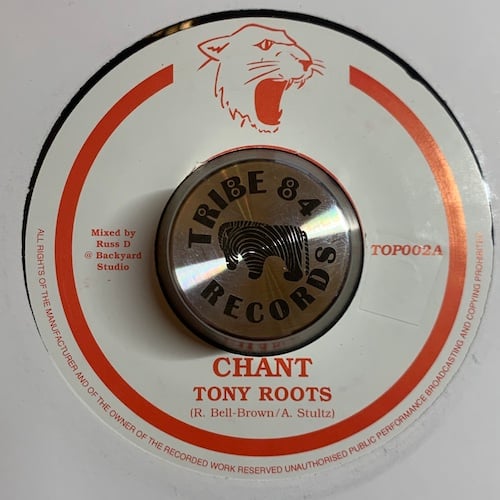 TRIBE 84
RECORDS
Mixed by
Russ D
@ Backyard
Studio
TOP002A
CHANT
TONY ROOTS
(R. Bell-Brown/A. Stultz)
ALL RIGHTS OF THE MANUFACTURER AND OF THE OWNER OF THE RECORDED WORK RESERVED UNAUTHORISED PUBLIC PERFORMANCE BROADCASTING AND COPYING PROHIBITED